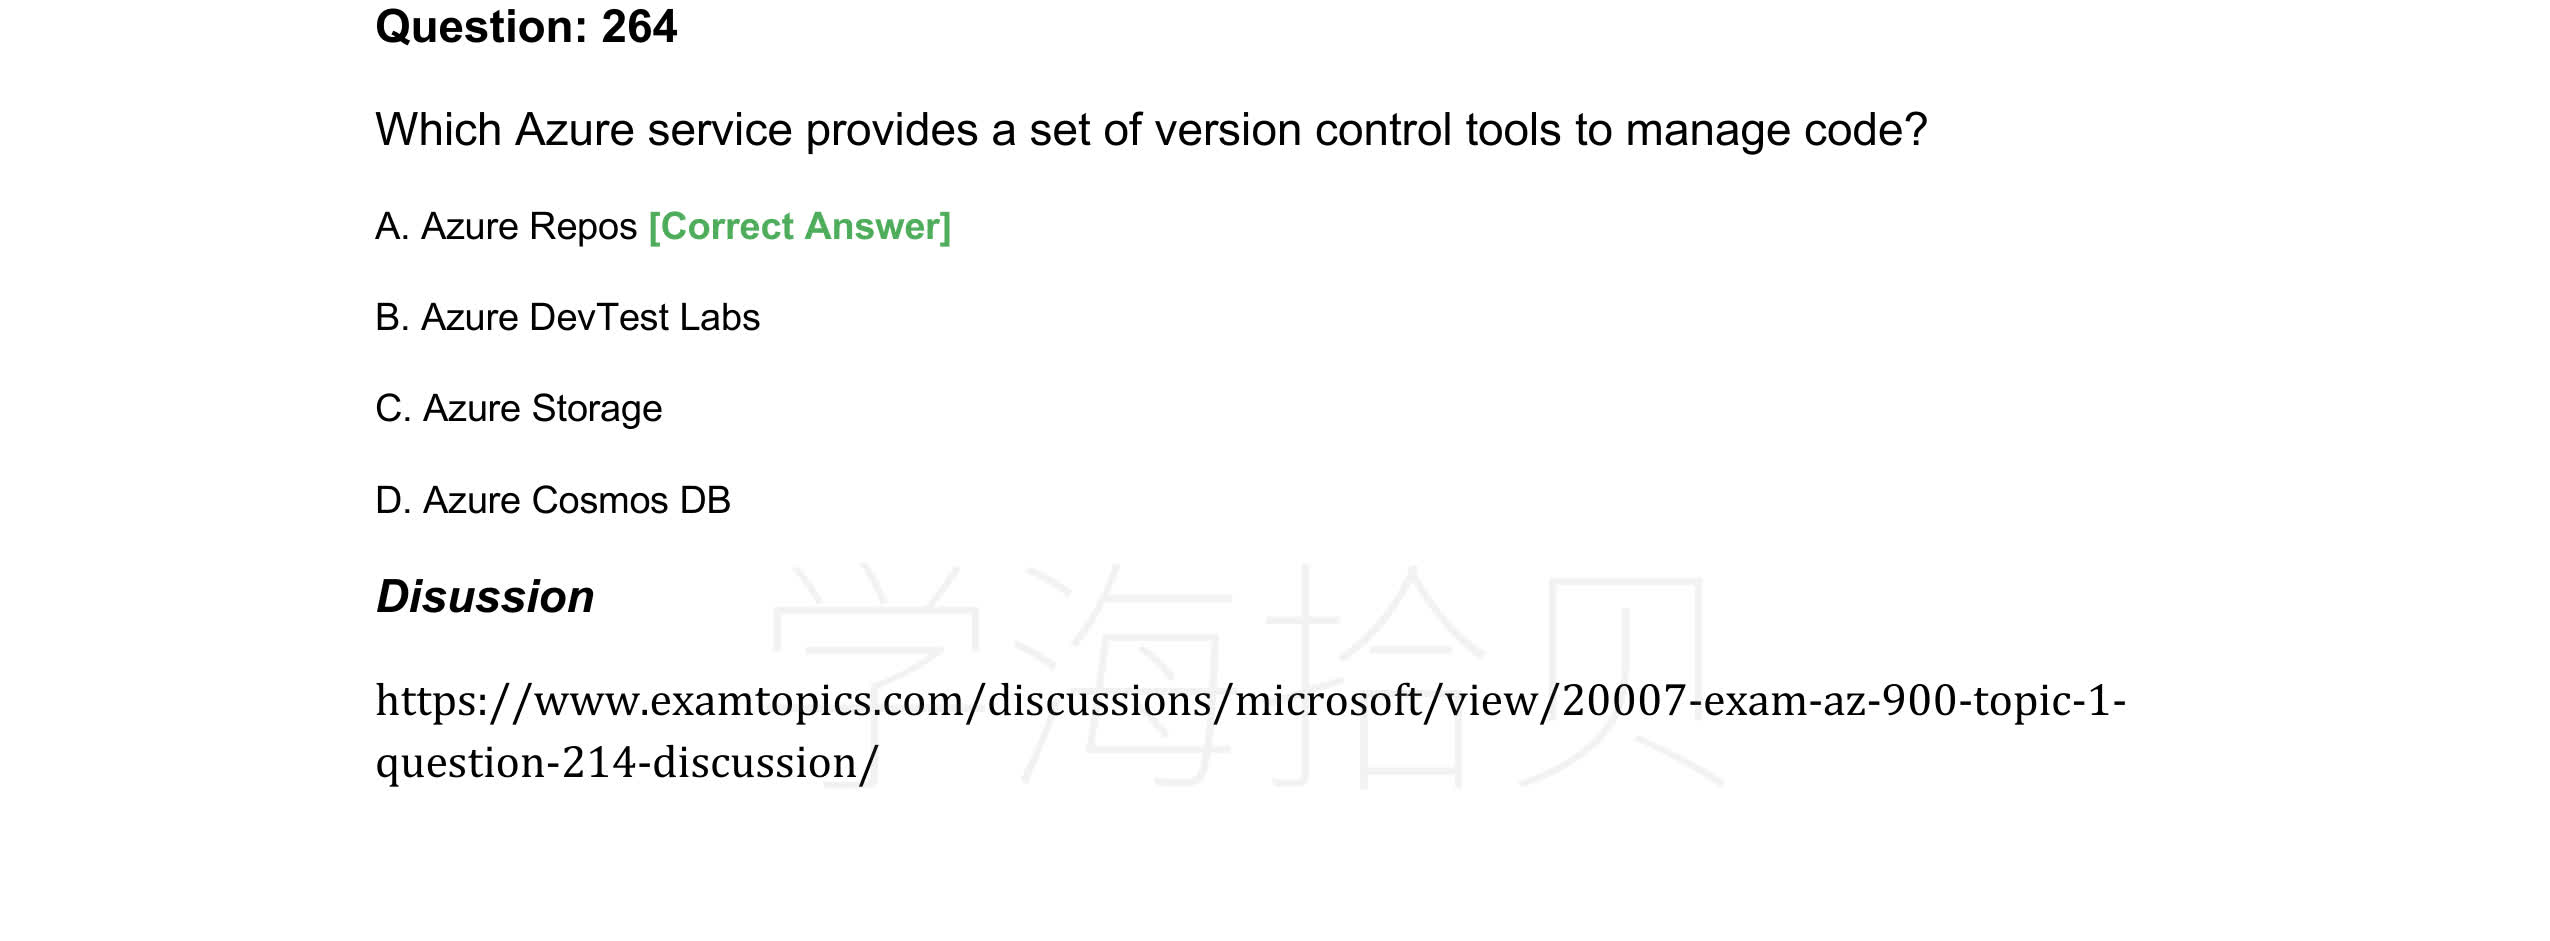 Question: 264
Which Azure service provides a set of version control tools to manage code?
A. Azure Repos [Correct Answer]
B. Azure DevTest Labs
C. Azure Storage
D. Azure Cosmos DB
Disussion
学海拾贝
https://www.examtopics.com/discussions/microsoft/view/20007-exam-az-900-topic-1-
question-214-discussion/